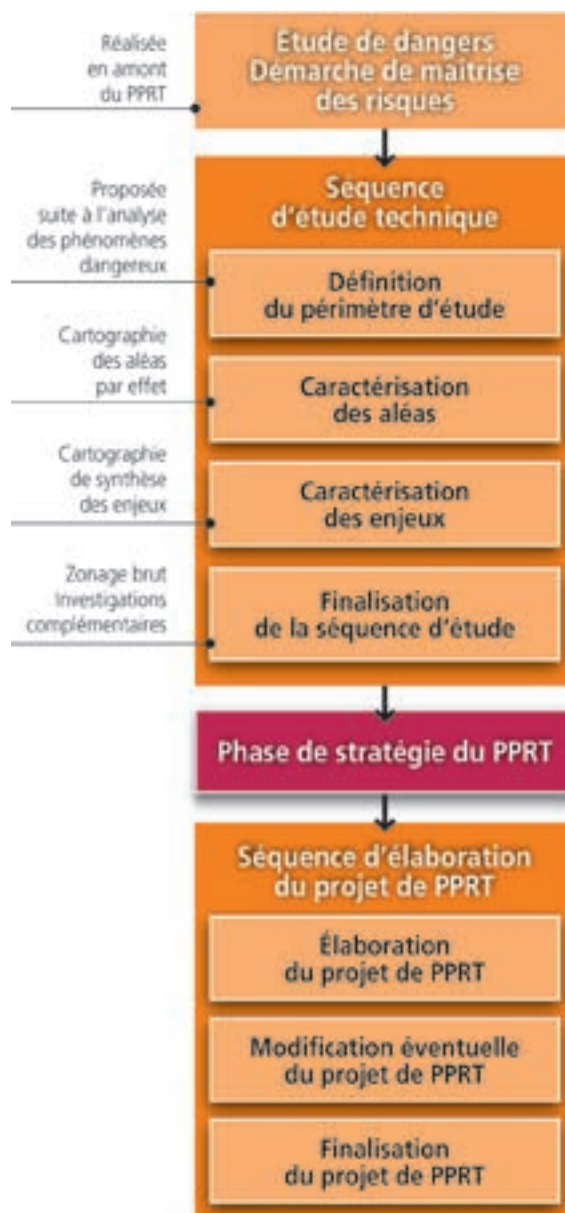 Réalisée
en amont
du PPRT
Etude de dangers
Démarche de maîtrise
des risques
Séquence
d'étude technique
Proposée
suite à l'analyse
des phénomènes
dangereux
Définition
du périmètre d'étude
Cartographie
des aléas
par effet
Caractérisation
des aléas
Cartographie
de synthèse
des enjeux
Caractérisation
des enjeux
Zonage brut
Investigations
complémentaires
Finalisation
de la séquence d'étude
Phase de stratégie du PPRT
Séquence d'élaboration
du projet de PPRT
Élaboration
du projet de PPRT
Modification éventuelle
du projet de PPRT
Finalisation
du projet de PPRT